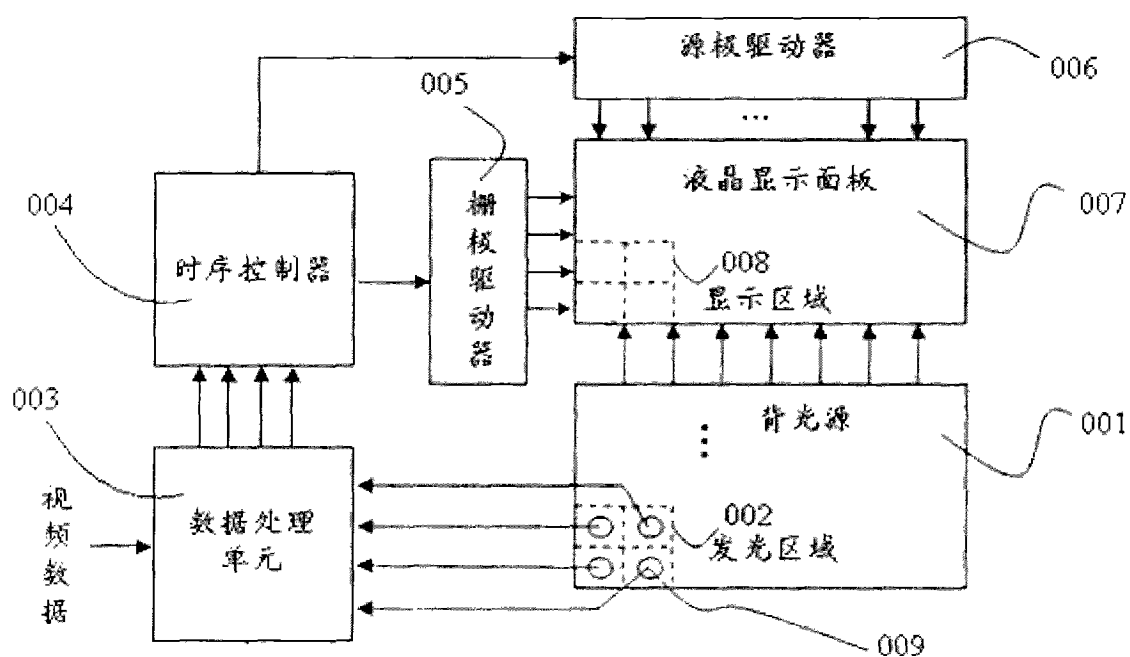 源极驱动器
006
005
...
液晶显示面板
007
004
栅极驱动器
时序控制器
008
显示区域
003
背光源
001
视频数据
数据处理
单元
002
发光区域
009